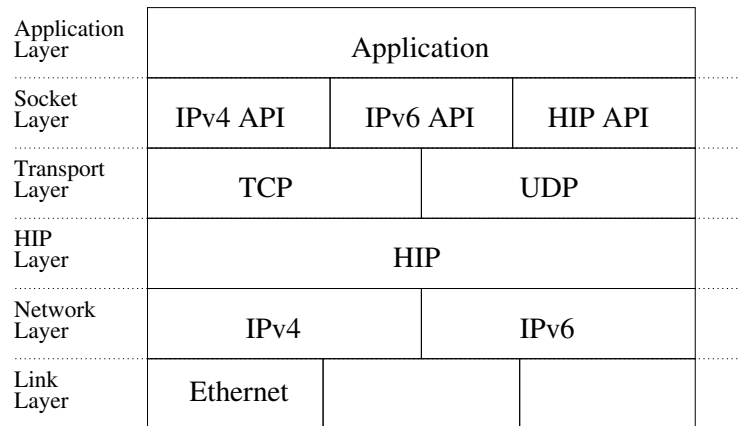 Application
Layer
Application
Socket
Layer
IPv4 API
IPv6 API
HIP API
Transport
Layer
TCP
UDP
HIP
Layer
HIP
Network
Layer
IPv4
IPv6
Link
Layer
Ethernet